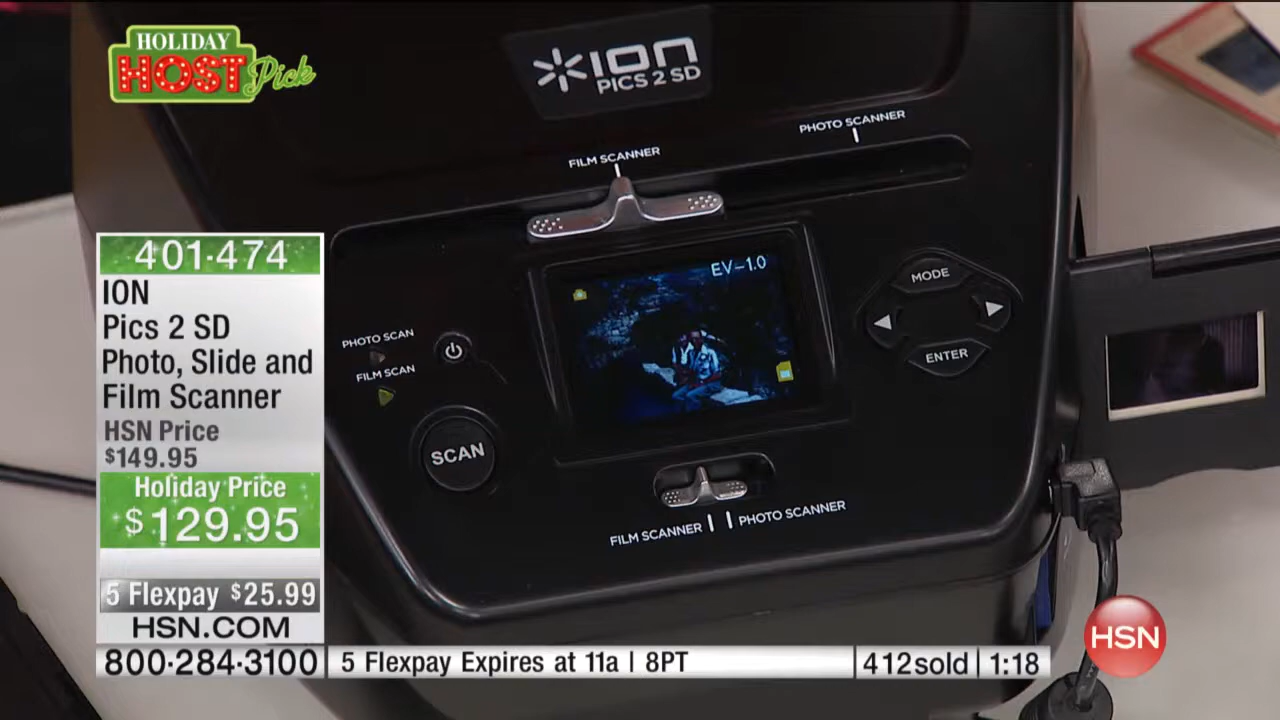 HOLIDAY
HOST
Pick
ION
PICS 2 SD
PHOTO SCANNER
FILM SCANNER
EV-1.0
MODE
ENTER
PHOTO SCAN
FILM SCAN
SCAN
FILM SCANNER
PHOTO SCANNER
401·474
ION
Pics 2 SD
Photo, Slide and
Film Scanner
HSN Price
$149.95
Holiday Price
$129.95
5 Flexpay $25.99
HSN.COM
800·284·3100
5 Flexpay Expires at 11a | 8PT
412sold | 1:18
HSN